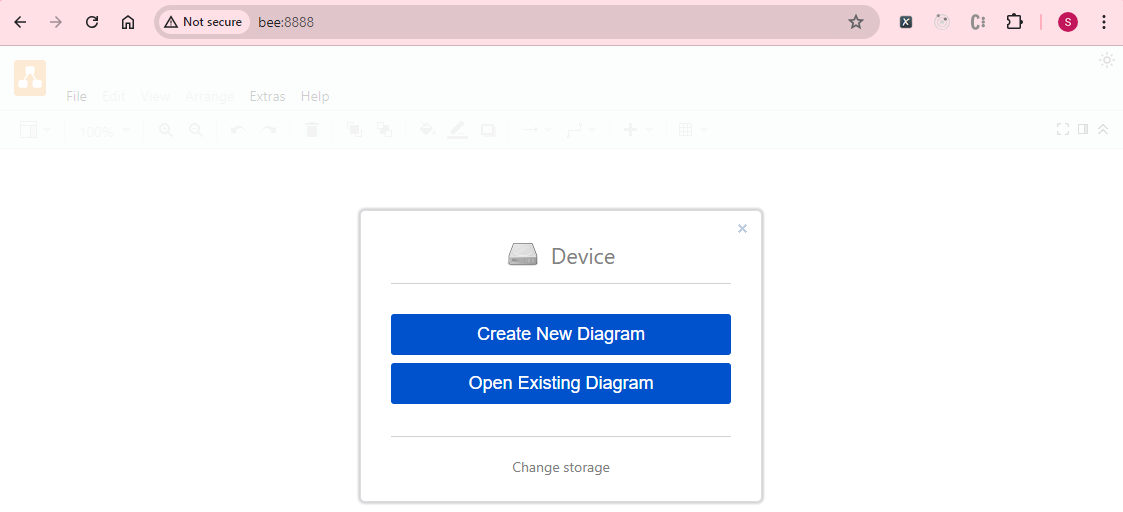 Not secure bee:8888 S
File Edit View Arrange Extras Help
100%
Device
Create New Diagram
Open Existing Diagram
Change storage